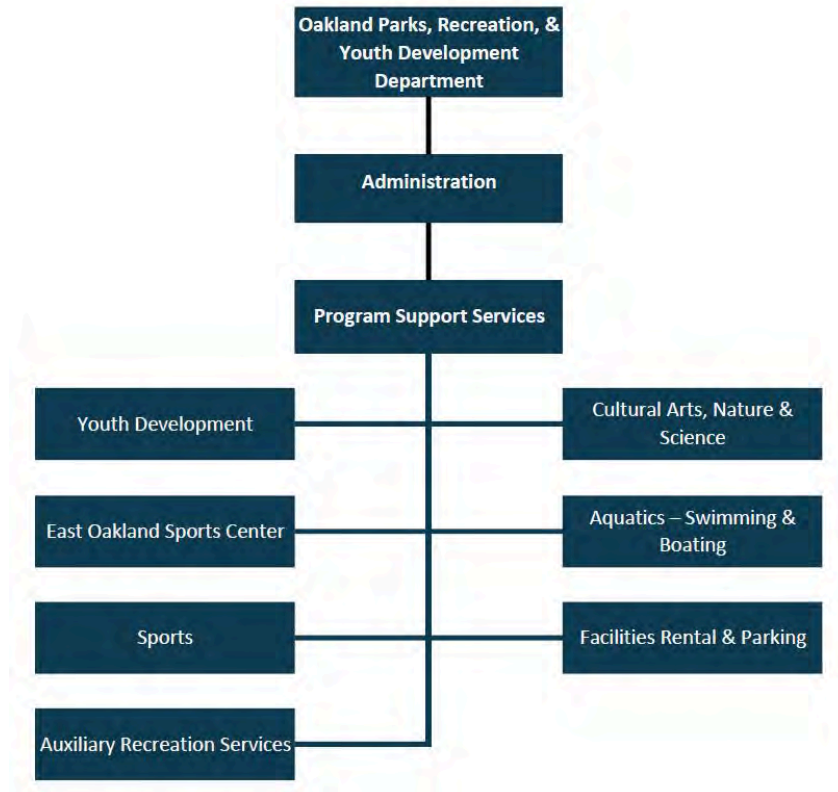 Oakland Parks, Recreation, &
Youth Development
Department
Administration
Program Support Services
Youth Development
Cultural Arts, Nature &
Science
East Oakland Sports Center
Aquatics – Swimming &
Boating
Sports
Facilities Rental & Parking
Auxiliary Recreation Services